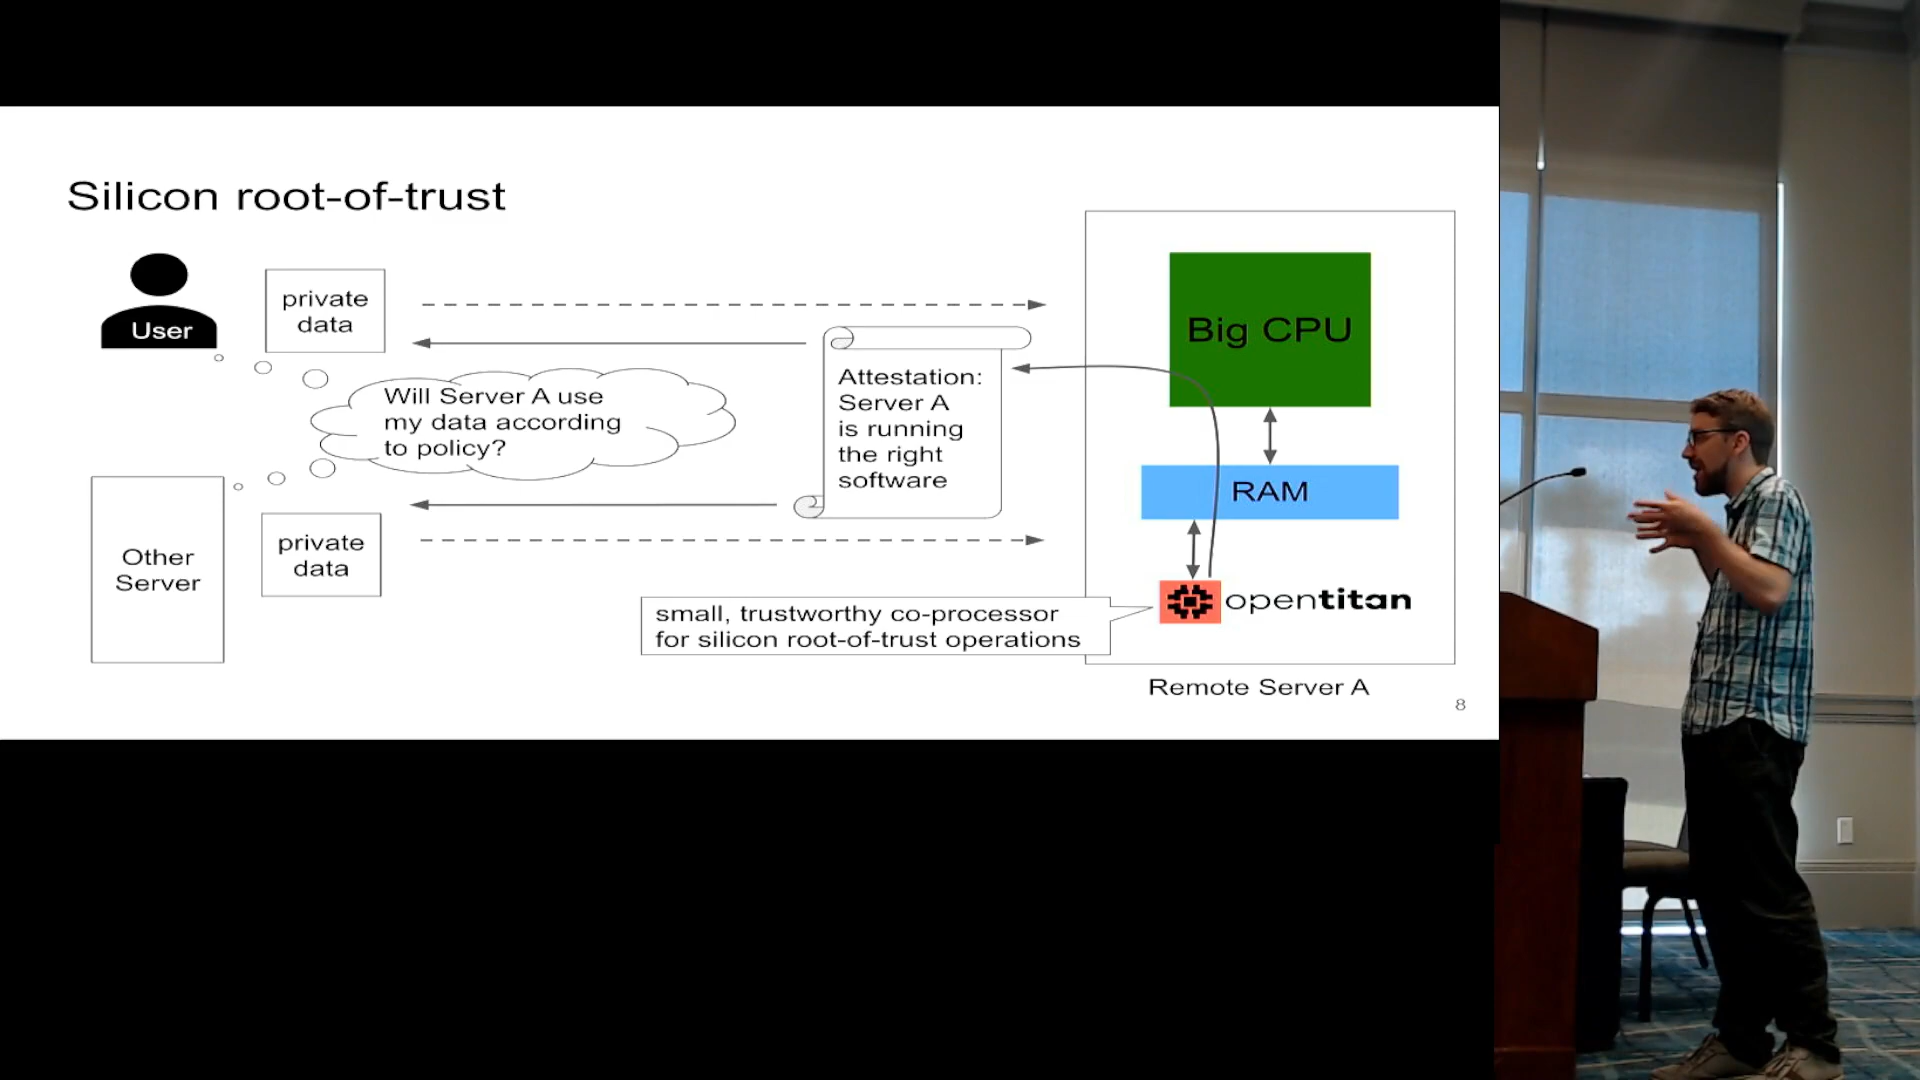 Silicon root-of-trust
User
private
data
Will Server A use
my data according
to policy?
Attestation:
Server A
is running
the right
software
Big CPU
RAM
opentitan
Other
Server
private
data
small, trustworthy co-processor
for silicon root-of-trust operations
Remote Server A
8